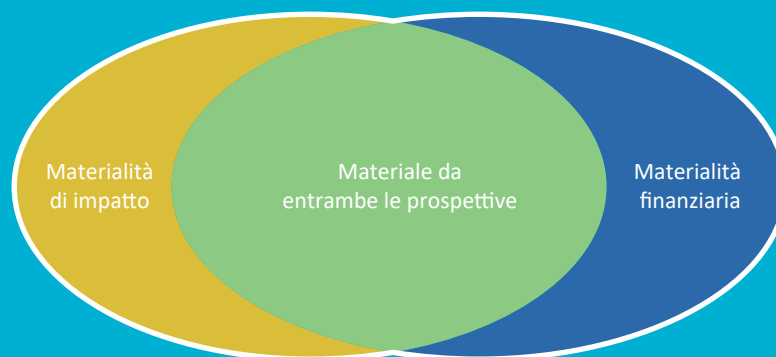 Materialità
di impatto
Materiale da
entrambe le prospettive
Materialità
finanziaria